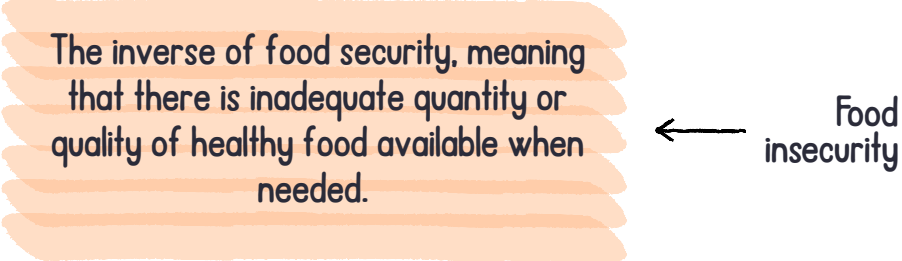 The inverse of food security, meaning
that there is inadequate quantity or
quality of healthy food available when
needed.
Food
insecurity